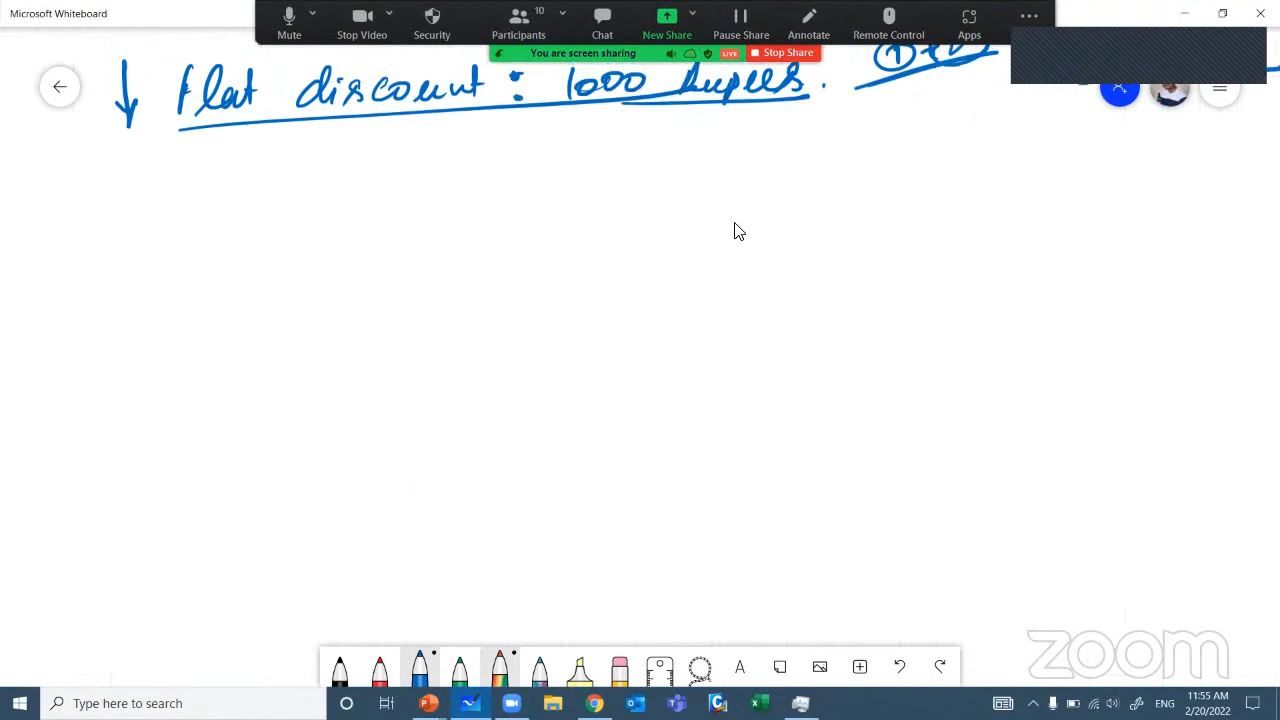 Microsoft Whiteboard
10
Mute Stop Video Security Participants Chat New Share Pause Share Annotate Remote Control Apps
You are screen sharing LIVE Stop Share
Flat discount : 1000 Rupees.
zoom
Type here to search
ENG
11:55 AM
2/20/2022